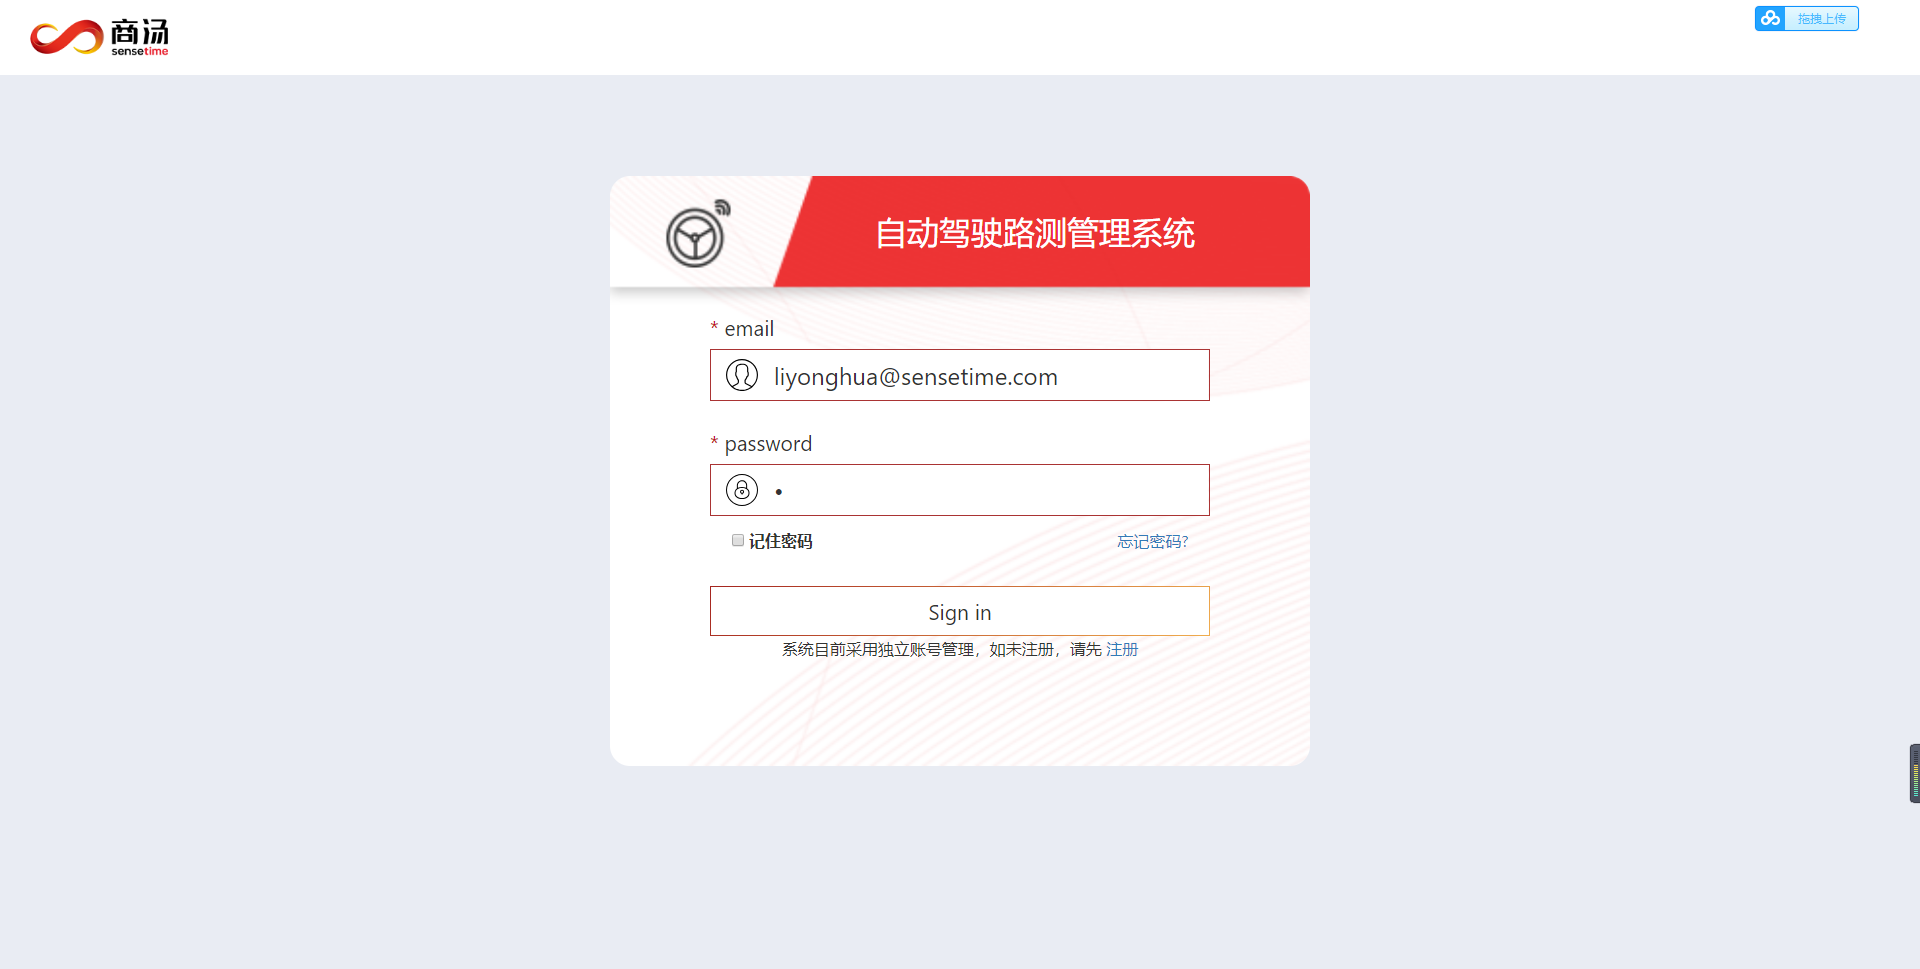 商汤
sensetime
拖拽上传
自动驾驶路测管理系统
* email
liyonghua@sensetime.com
* password
•
记住密码
忘记密码?
Sign in
系统目前采用独立账号管理，如未注册，请先 注册